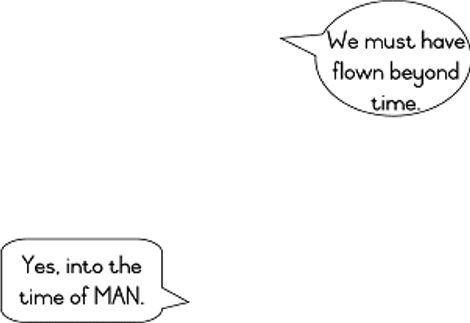 We must have
flown beyond
time.
Yes, into the
time of MAN.